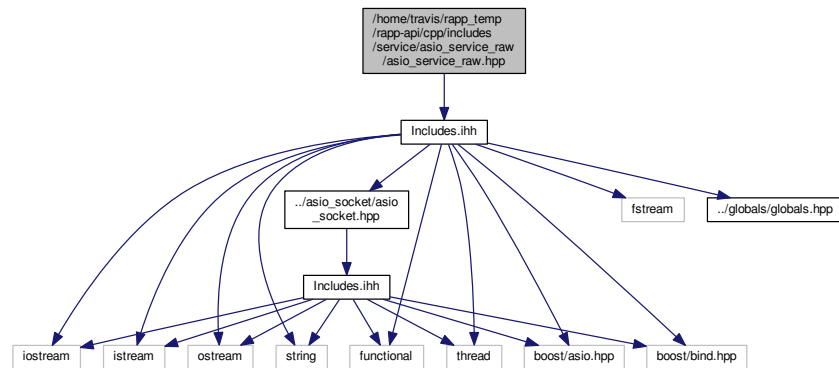 /home/travis/rapp_temp
/rapp-api/cpp/includes
/service/asio_service_raw
/asio_service_raw.hpp
Includes.ihh
../asio_socket/asio
_socket.hpp
fstream
../globals/globals.hpp
Includes.ihh
iostream
istream
ostream
string
functional
thread
boost/asio.hpp
boost/bind.hpp